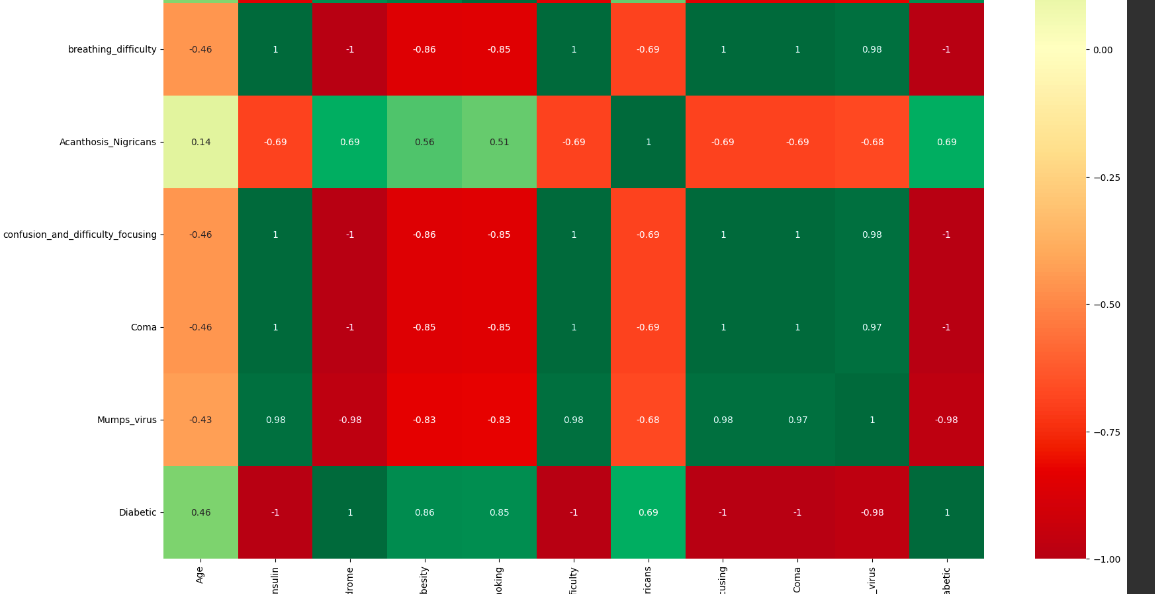 breathing_difficulty -0.46 1 -1 -0.86 -0.85 1 -0.69 1 1 0.98 -1
Acanthosis_Nigricans 0.14 -0.69 0.69 0.56 0.51 -0.69 1 -0.69 -0.69 -0.68 0.69
confusion_and_difficulty_focusing -0.46 1 -1 -0.86 -0.85 1 -0.69 1 1 0.98 -1
Coma -0.46 1 -1 -0.85 -0.85 1 -0.69 1 1 0.97 -1
Mumps_virus -0.43 0.98 -0.98 -0.83 -0.83 0.98 -0.68 0.98 0.97 1 -0.98
Diabetic 0.46 -1 1 0.86 0.85 -1 0.69 -1 -1 -0.98 1
Age
nsulin
drome
besity
noking
ficulty
ricans
cusing
Coma
_virus
abetic
0.00
−0.25
−0.50
−0.75
−1.00